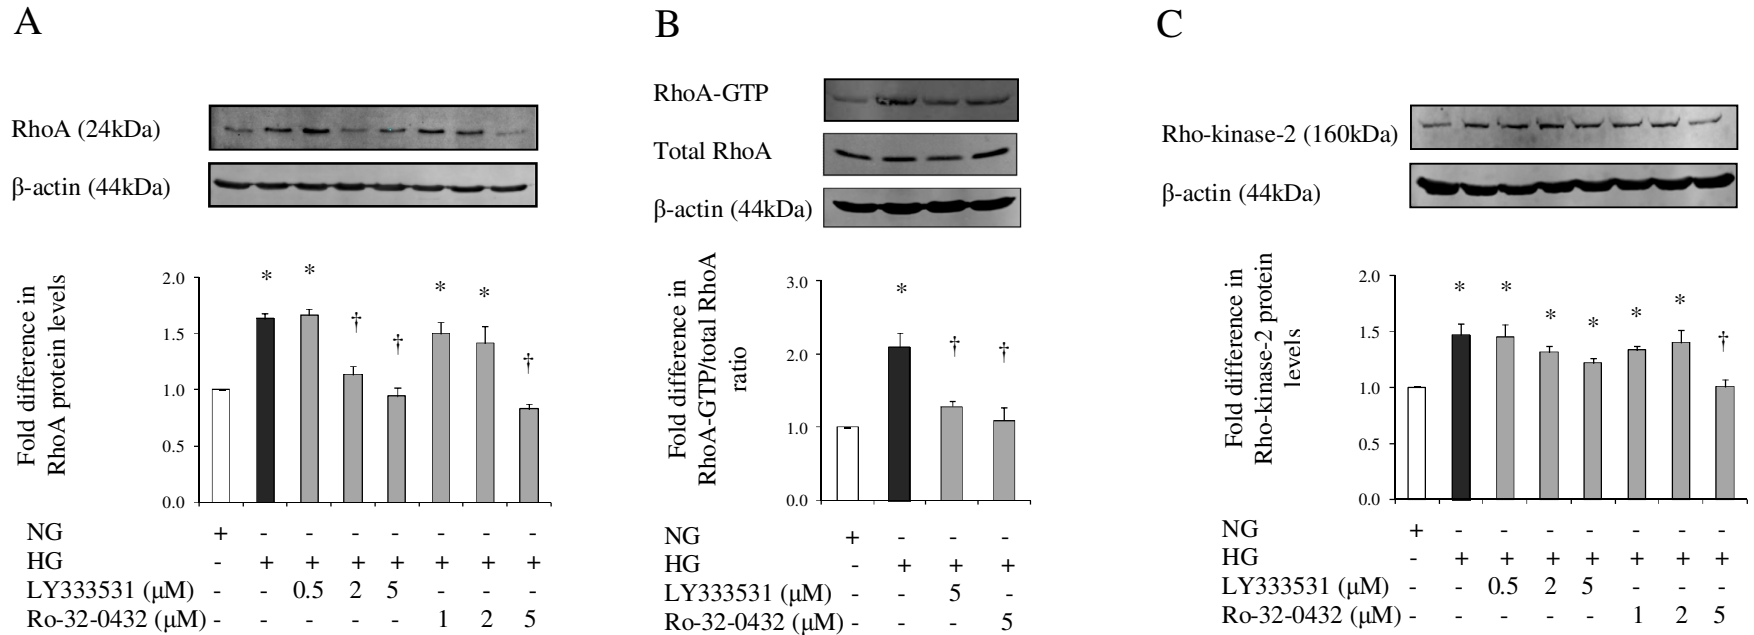 A
RhoA (24kDa)
β-actin (44kDa)
Fold difference in
RhoA protein levels
2.0
1.5
1.0
0.5
0.0
* * † † * * †
NG + - - - - - - -
HG - + + + + + + +
LY333531 (μM) - - 0.5 2 5 - - -
Ro-32-0432 (μM) - - - - - 1 2 5
B
RhoA-GTP
Total RhoA
β-actin (44kDa)
Fold difference in
RhoA-GTP/total RhoA
ratio
3.0
2.0
1.0
0.0
* † †
NG + - - -
HG - + + +
LY333531 (μM) - - 5 -
Ro-32-0432 (μM) - - - 5
C
Rho-kinase-2 (160kDa)
β-actin (44kDa)
Fold difference in
Rho-kinase-2 protein
levels
2.0
1.5
1.0
0.5
0.0
* * * * * * †
NG + - - - - - - -
HG - + + + + + + +
LY333531 (μM) - - 0.5 2 5 - - -
Ro-32-0432 (μM) - - - - - 1 2 5